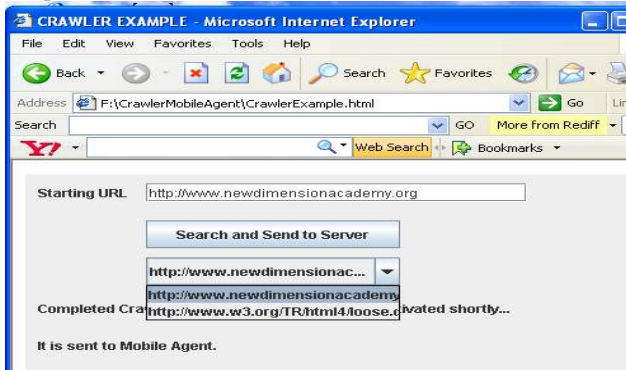 CRAWLER EXAMPLE - Microsoft Internet Explorer
File Edit View Favorites Tools Help
Back Search Favorites
Address F:\CrawlerMobileAgent\CrawlerExample.html Go
Search GO More from Rediff
Y! Web Search Bookmarks
Starting URL http://www.newdimensionacademy.org
Search and Send to Server
http://www.newdimensionac...
http://www.newdimensionacademy
http://www.w3.org/TR/html4/loose.d
Completed Cra ivated shortly...
It is sent to Mobile Agent.